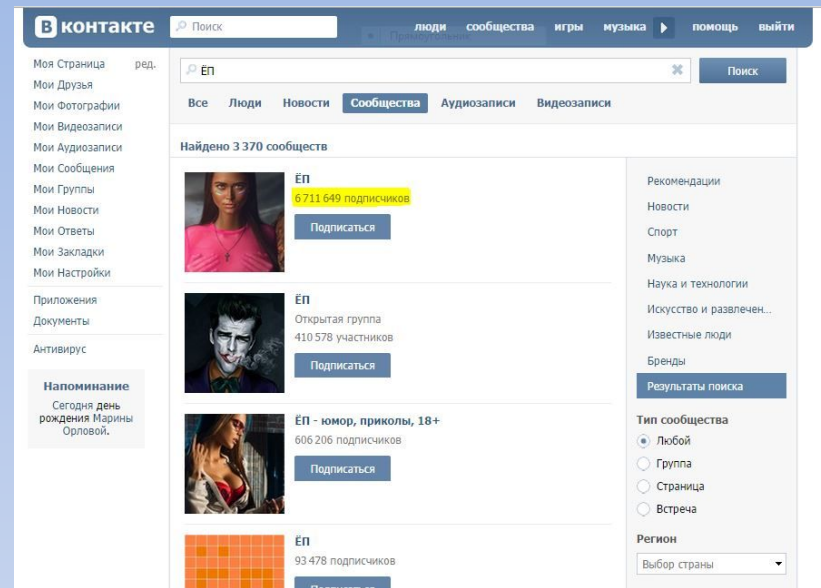 В контакте
Поиск
люди сообщества игры музыка помощь выйти
Моя Страница ред.
Мои Друзья
Мои Фотографии
Мои Видеозаписи
Мои Аудиозаписи
Мои Сообщения
Мои Группы
Мои Новости
Мои Ответы
Мои Закладки
Мои Настройки
Приложения
Документы
Антивирус
Напоминание
Сегодня день
рождения Марины
Орловой.
ЁП
Поиск
Все Люди Новости Сообщества Аудиозаписи Видеозаписи
Найдено 3 370 сообществ
ЁП
6 711 649 подписчиков
Подписаться
ЁП
Открытая группа
410 578 участников
Подписаться
ЁП - юмор, приколы, 18+
606 206 подписчиков
Подписаться
ЁП
93 478 подписчиков
Подписаться
Рекомендации
Новости
Спорт
Музыка
Наука и технологии
Искусство и развлечен...
Известные люди
Бренды
Результаты поиска
Тип сообщества
Любой
Группа
Страница
Встреча
Регион
Выбор страны